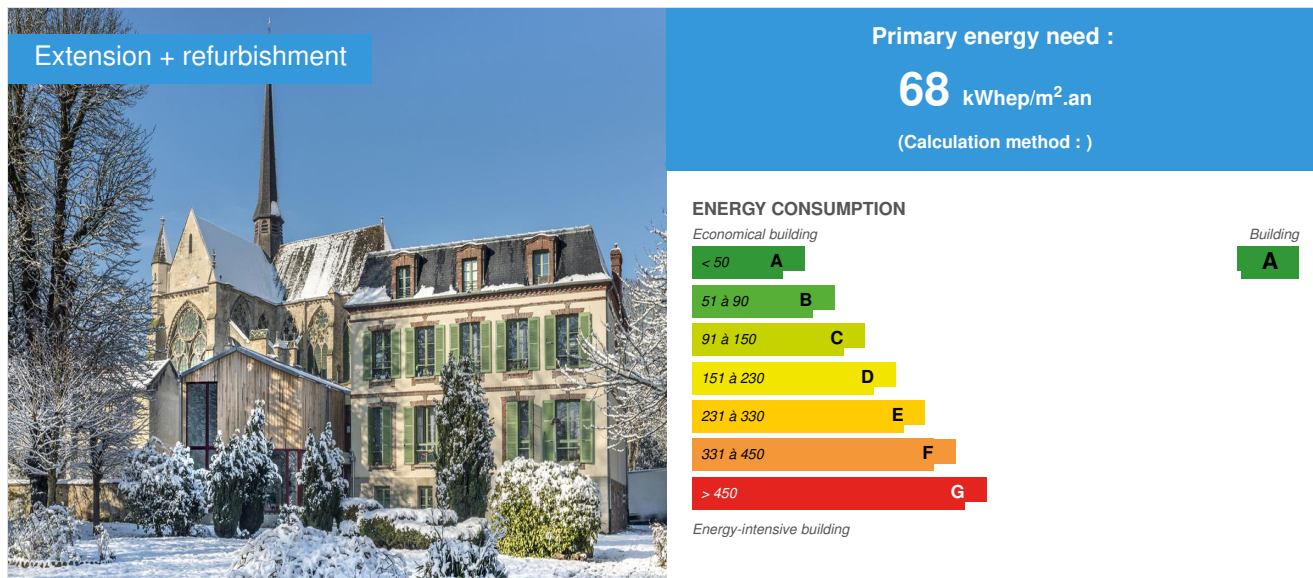 Extension + refurbishment
Primary energy need :
68 kWhep/m².an
(Calculation method : )
ENERGY CONSUMPTION
Economical building
Building
< 50 A
A
51 à 90 B
91 à 150 C
151 à 230 D
231 à 330 E
331 à 450 F
> 450 G
Energy-intensive building